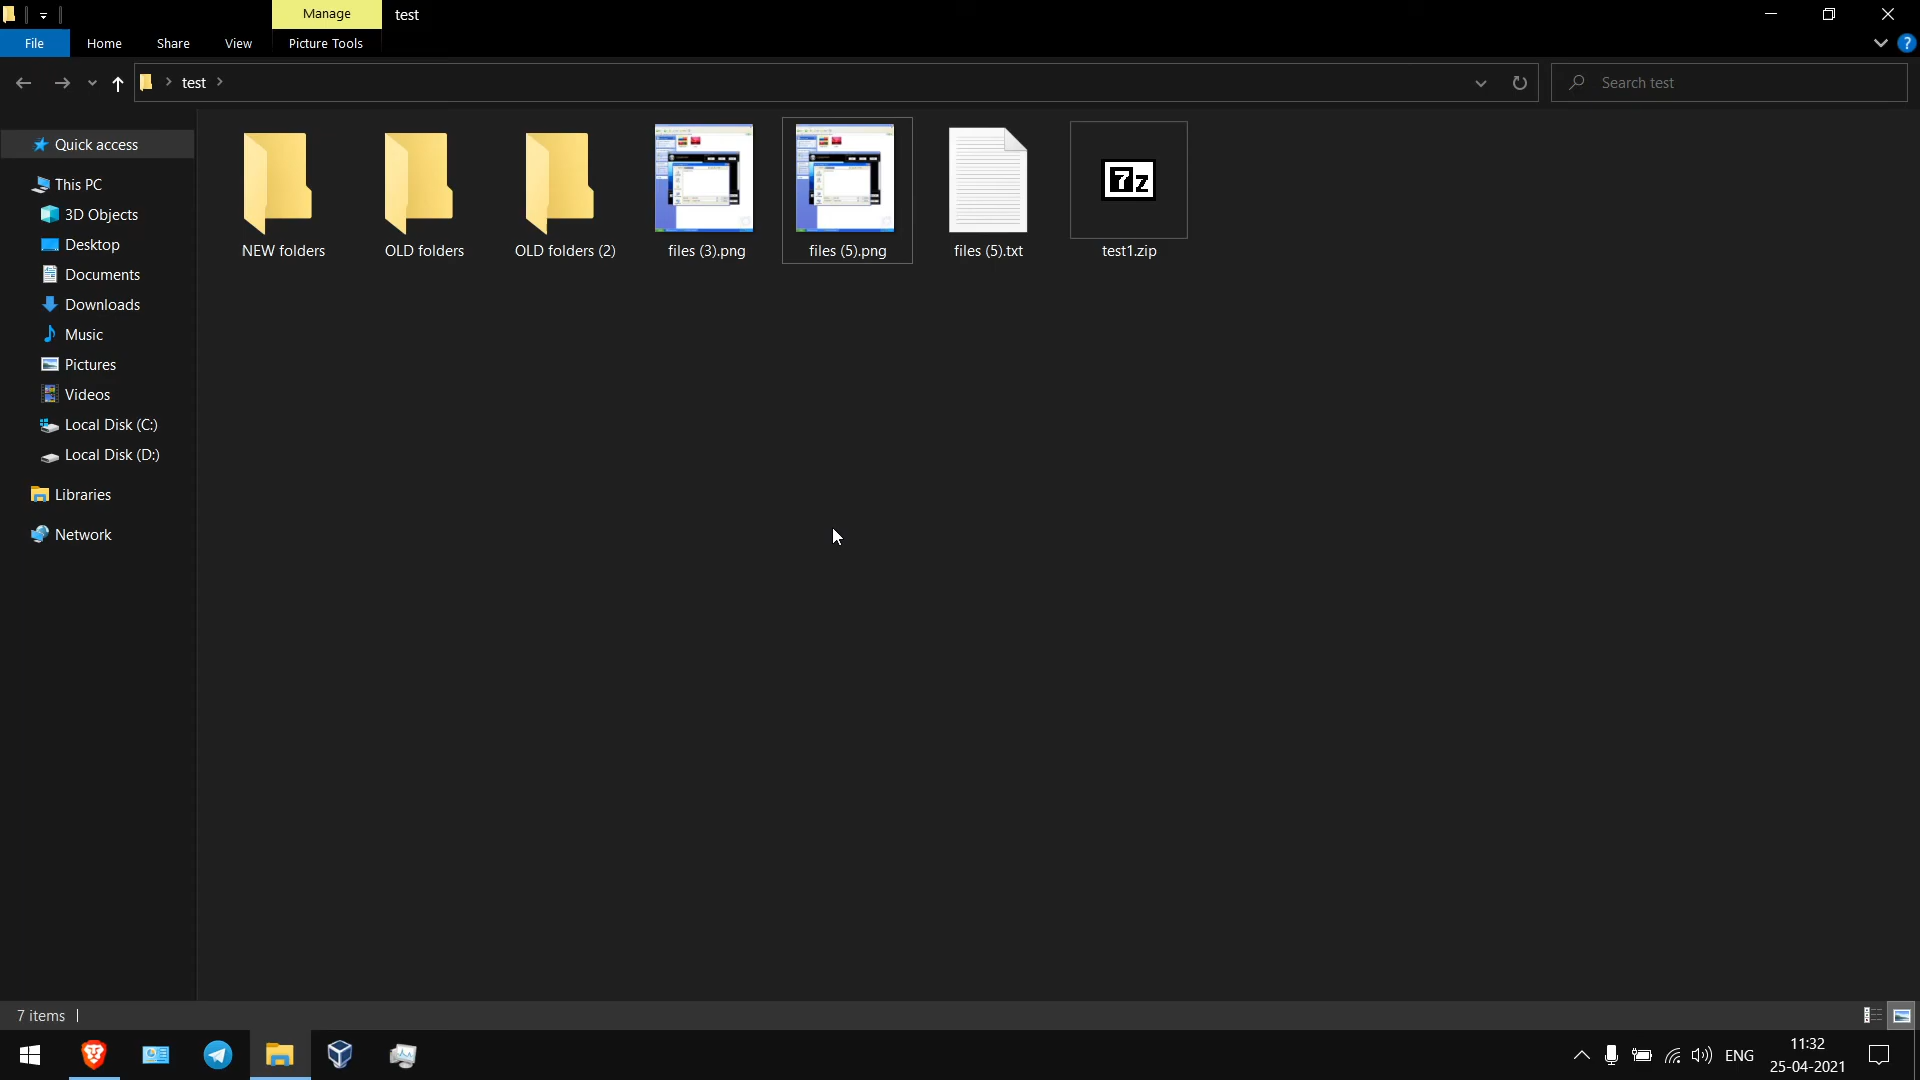 Manage
test
File
Home
Share
View
Picture Tools
?
test
Search test
Quick access
This PC
3D Objects
Desktop
Documents
Downloads
Music
Pictures
Videos
Local Disk (C:)
Local Disk (D:)
Libraries
Network
NEW folders
OLD folders
OLD folders (2)
files (3).png
files (5).png
files (5).txt
7z
test1.zip
7 items
ENG
11:32
25-04-2021